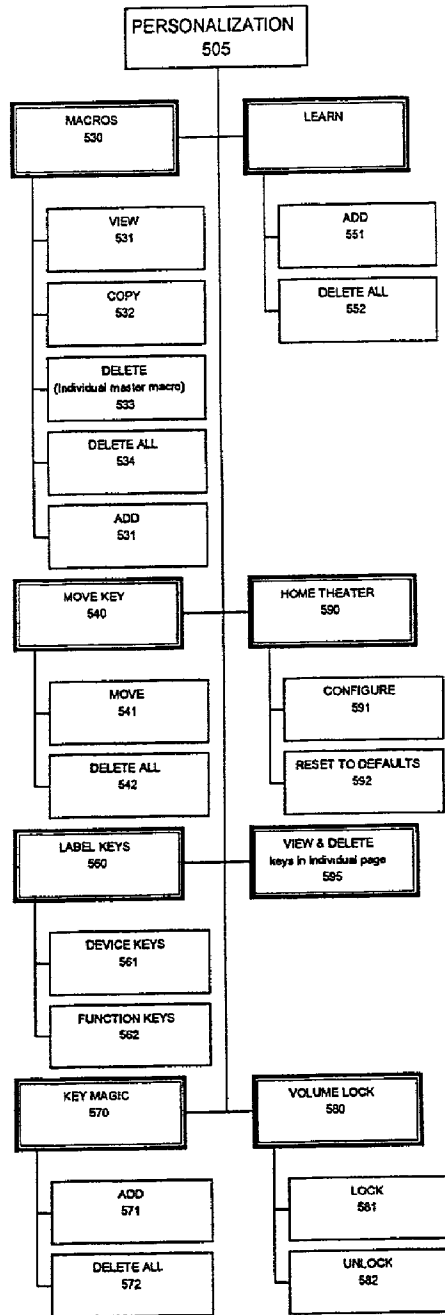 PERSONALIZATION
505
MACROS
530
LEARN
VIEW
531
COPY
532
DELETE
(Individual master macro)
533
DELETE ALL
534
ADD
531
ADD
551
DELETE ALL
552
MOVE KEY
540
HOME THEATER
590
MOVE
541
DELETE ALL
542
CONFIGURE
591
RESET TO DEFAULTS
592
LABEL KEYS
560
VIEW & DELETE
keys in individual page
595
DEVICE KEYS
561
FUNCTION KEYS
562
KEY MAGIC
570
VOLUME LOCK
580
ADD
571
DELETE ALL
572
LOCK
581
UNLOCK
582